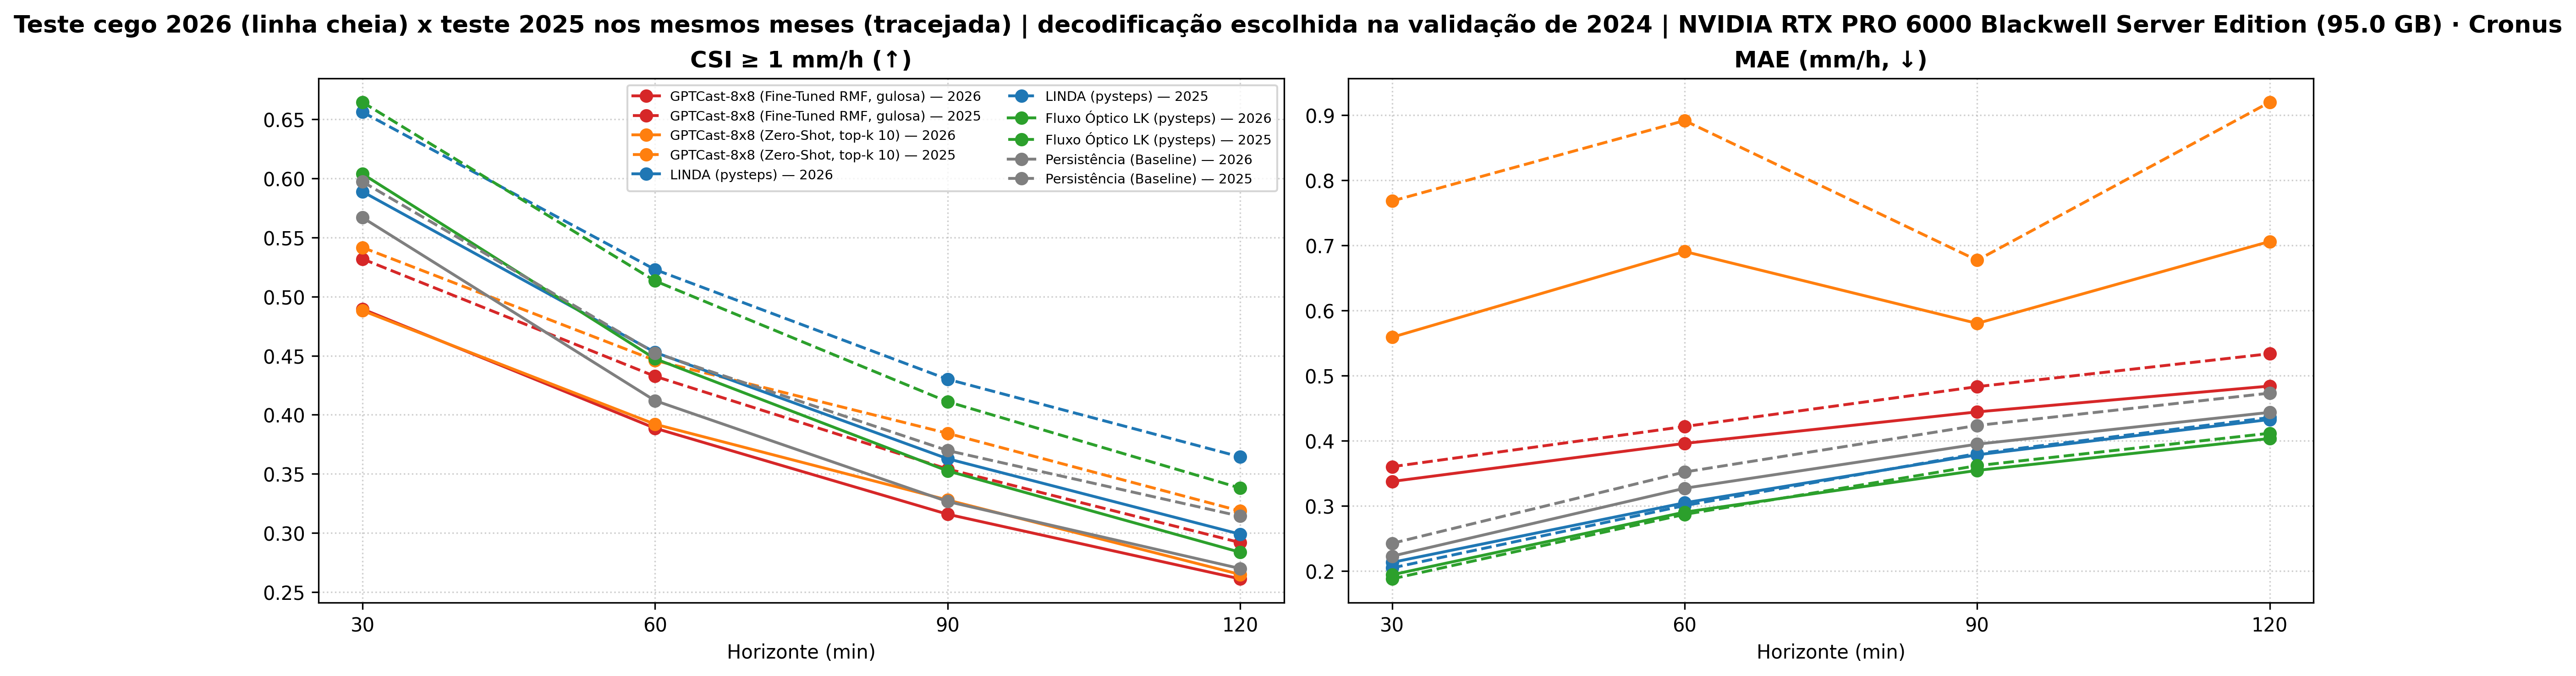 Teste cego 2026 (linha cheia) x teste 2025 nos mesmos meses (tracejada) | decodificação escolhida na validação de 2024 | NVIDIA RTX PRO 6000 Blackwell Server Edition (95.0 GB) · Cronus
CSI ≥ 1 mm/h (↑)
0.65
0.60
0.55
0.50
0.45
0.40
0.35
0.30
0.25
GPTCast-8x8 (Fine-Tuned RMF, gulosa) — 2026
GPTCast-8x8 (Fine-Tuned RMF, gulosa) — 2025
GPTCast-8x8 (Zero-Shot, top-k 10) — 2026
GPTCast-8x8 (Zero-Shot, top-k 10) — 2025
LINDA (pysteps) — 2026
LINDA (pysteps) — 2025
Fluxo Óptico LK (pysteps) — 2026
Fluxo Óptico LK (pysteps) — 2025
Persistência (Baseline) — 2026
Persistência (Baseline) — 2025
30 60 90 120
Horizonte (min)
MAE (mm/h, ↓)
0.9
0.8
0.7
0.6
0.5
0.4
0.3
0.2
30 60 90 120
Horizonte (min)